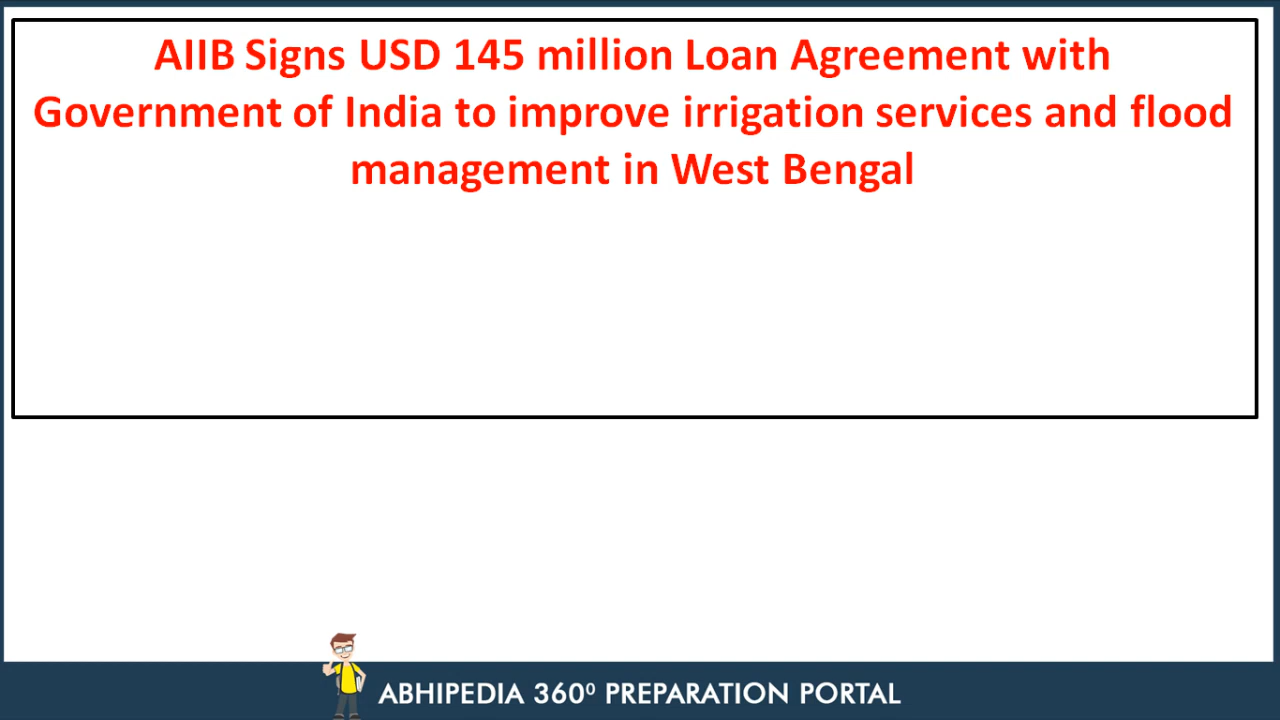 AIIB Signs USD 145 million Loan Agreement with
Government of India to improve irrigation services and flood
management in West Bengal
ABHIPEDIA 360⁰ PREPARATION PORTAL